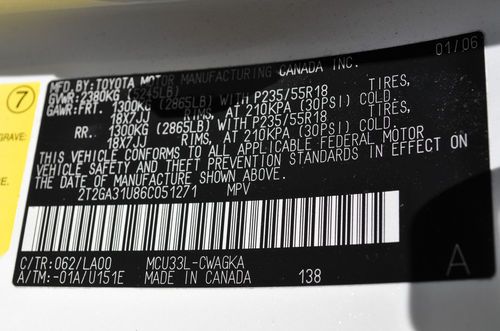 01/06
MFD.BY:TOYOTA MOTOR MANUFACTURING CANADA INC.
GVWR:2380KG (5245LB)
GAWR:FRT. 1300KG (2865LB) WITH P235/55R18 TIRES,
18X7JJ RIMS, AT 210KPA (30PSI) COLD
RR. 1300KG (2865LB) WITH P235/55R18 TIRES,
18X7JJ RIMS, AT 210KPA (30PSI) COLD
THIS VEHICLE CONFORMS TO ALL APPLICABLE FEDERAL MOTOR
VEHICLE SAFETY AND THEFT PREVENTION STANDARDS IN EFFECT ON
THE DATE OF MANUFACTURE SHOWN ABOVE.
2T2GA31U86C051271 MPV
C/TR:062/LA00 MCU33L-CWAGKA
A/TM:-01A/U151E MADE IN CANADA 138
A
7
GRAVE: